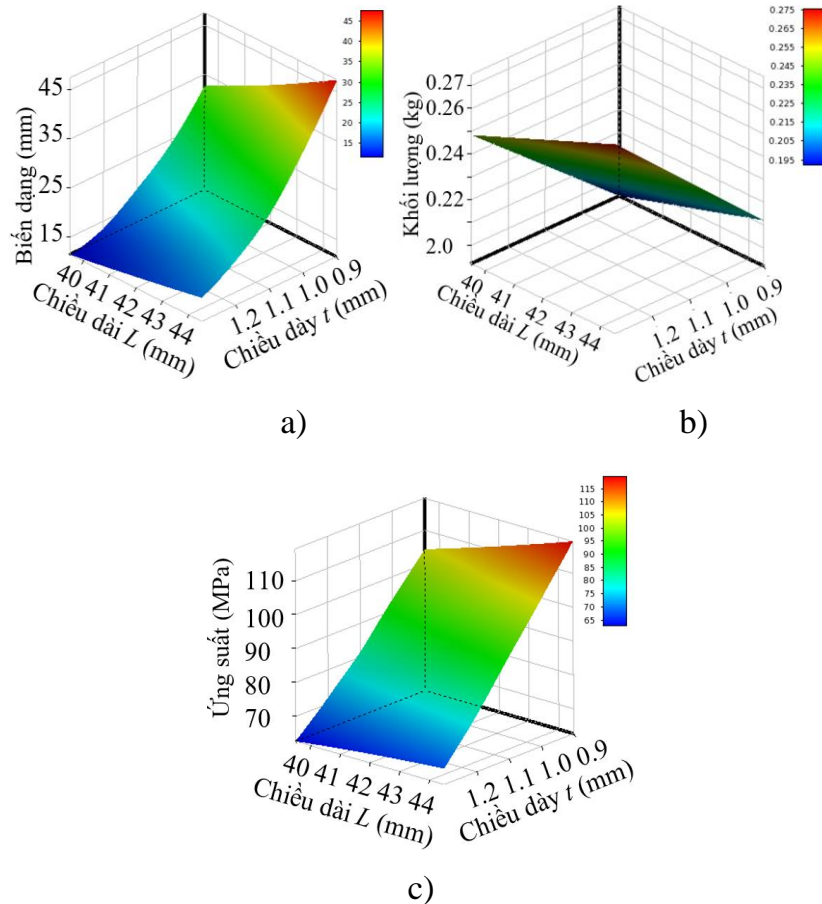 45
40
35
30
25
20
15
45
35
25
15
Biến dạng (mm)
40 41 42 43 44
Chiều dài L (mm)
1.2 1.1 1.0 0.9
Chiều dày t (mm)
a)
0.275
0.265
0.255
0.245
0.235
0.225
0.215
0.205
0.195
0.27
0.26
0.24
0.22
2.0
Khối lượng (kg)
40 41 42 43 44
Chiều dài L (mm)
1.2 1.1 1.0 0.9
Chiều dày t (mm)
b)
115
110
105
100
95
90
85
80
75
70
65
110
100
90
80
70
Ứng suất (MPa)
40 41 42 43 44
Chiều dài L (mm)
1.2 1.1 1.0 0.9
Chiều dày t (mm)
c)